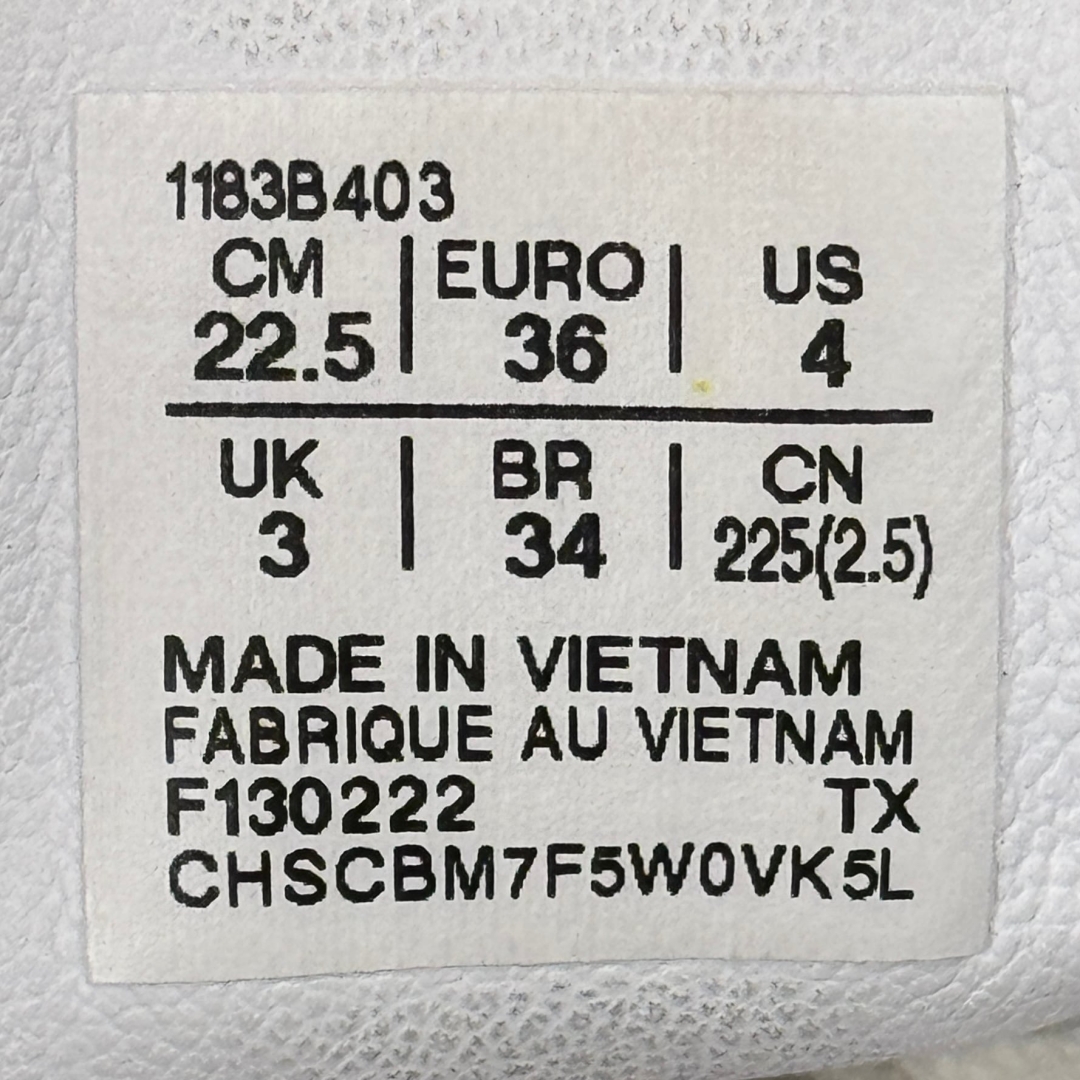 1183B403
CM | EURO | US
22.5 | 36 | 4
UK | BR | CN
3 | 34 | 225(2.5)
MADE IN VIETNAM
FABRIQUE AU VIETNAM
F130222 TX
CHSCBM7F5W0VK5L